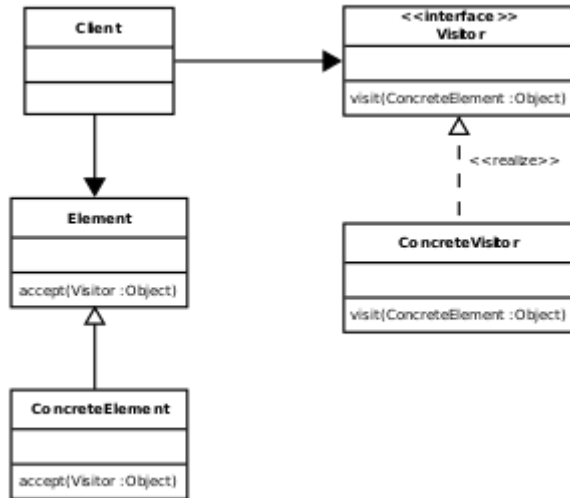 Client
<<interface>>
Visitor
visit(ConcreteElement :Object)
<<realize>>
Element
accept(Visitor :Object)
ConcreteVisitor
visit(ConcreteElement :Object)
ConcreteElement
accept(Visitor :Object)